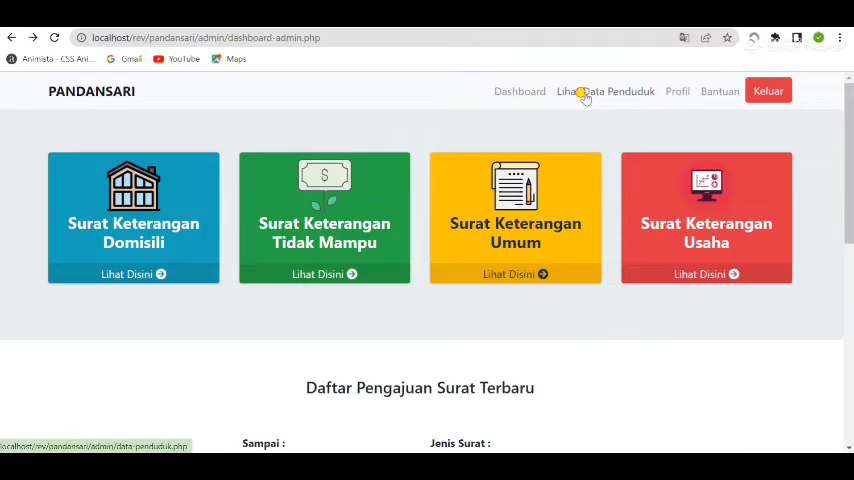 localhost/rev/pandansari/admin/dashboard-admin.php
Animista - CSS Ani... Gmail YouTube Maps
PANDANSARI Dashboard Lihat Data Penduduk Profil Bantuan Keluar
Surat Keterangan
Domisili
Lihat Disini
Surat Keterangan
Tidak Mampu
Lihat Disini
Surat Keterangan
Umum
Lihat Disini
Surat Keterangan
Usaha
Lihat Disini
Daftar Pengajuan Surat Terbaru
Sampai : Jenis Surat :
localhost/rev/pandansari/admin/data-penduduk.php